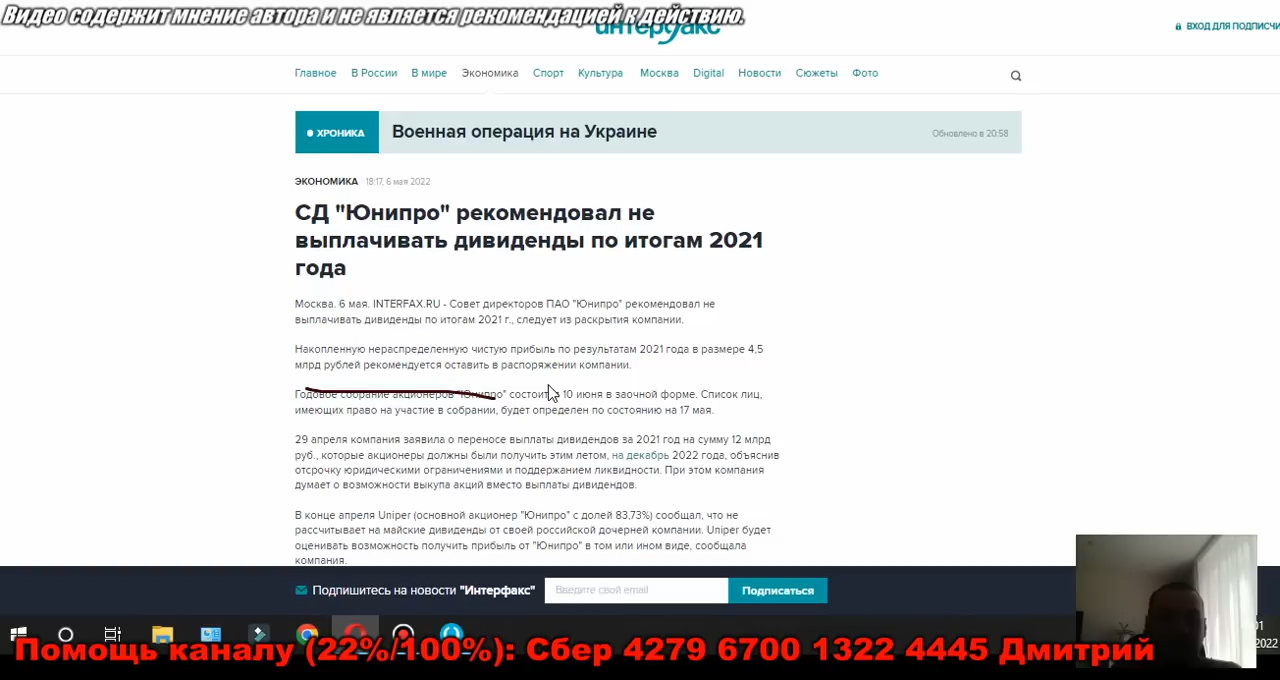 Видео содержит мнение автора и не является рекомендацией к действию.
интерфакс
ВХОД ДЛЯ ПОДПИСЧИ
Главное В России В мире Экономика Спорт Культура Москва Digital Новости Сюжеты Фото
ХРОНИКА Военная операция на Украине Обновлено в 20:58
ЭКОНОМИКА 18:17, 6 мая 2022
СД "Юнипро" рекомендовал не
выплачивать дивиденды по итогам 2021
года
Москва. 6 мая. INTERFAX.RU - Совет директоров ПАО "Юнипро" рекомендовал не
выплачивать дивиденды по итогам 2021 г., следует из раскрытия компании.
Накопленную нераспределенную чистую прибыль по результатам 2021 года в размере 4,5
млрд рублей рекомендуется оставить в распоряжении компании.
Годовое собрание акционеров "Юнипро" состоится 10 июня в заочной форме. Список лиц,
имеющих право на участие в собрании, будет определен по состоянию на 17 мая.
29 апреля компания заявила о переносе выплаты дивидендов за 2021 год на сумму 12 млрд
руб., которые акционеры должны были получить этим летом, на декабрь 2022 года, объяснив
отсрочку юридическими ограничениями и поддержанием ликвидности. При этом компания
думает о возможности выкупа акций вместо выплаты дивидендов.
В конце апреля Uniper (основной акционер "Юнипро" с долей 83,73%) сообщал, что не
рассчитывает на майские дивиденды от своей российской дочерней компании. Uniper будет
оценивать возможность получить прибыль от "Юнипро" в том или ином виде, сообщала
компания.
Подпишитесь на новости "Интерфакс" Введите свой email Подписаться
01
2022
Помощь каналу (22%/100%): Сбер 4279 6700 1322 4445 Дмитрий